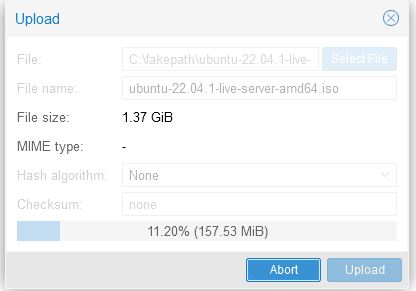 Upload
File: C:\fakepath\ubuntu-22.04.1-live- Select File
File name: ubuntu-22.04.1-live-server-amd64.iso
File size: 1.37 GiB
MIME type: -
Hash algorithm: None
Checksum: none
11.20% (157.53 MiB)
Abort Upload